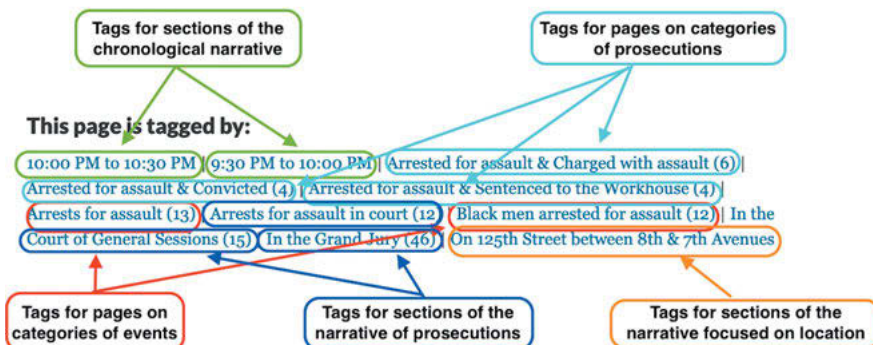 Tags for sections of the
chronological narrative
Tags for pages on categories
of prosecutions
This page is tagged by:
10:00 PM to 10:30 PM | 9:30 PM to 10:00 PM | Arrested for assault & Charged with assault (6) |
Arrested for assault & Convicted (4) | Arrested for assault & Sentenced to the Workhouse (4) |
Arrests for assault (13) | Arrests for assault in court (12 | Black men arrested for assault (12) | In the
Court of General Sessions (15) | In the Grand Jury (46) | On 125th Street between 8th & 7th Avenues
Tags for pages on
categories of events
Tags for sections of the
narrative of prosecutions
Tags for sections of the
narrative focused on location